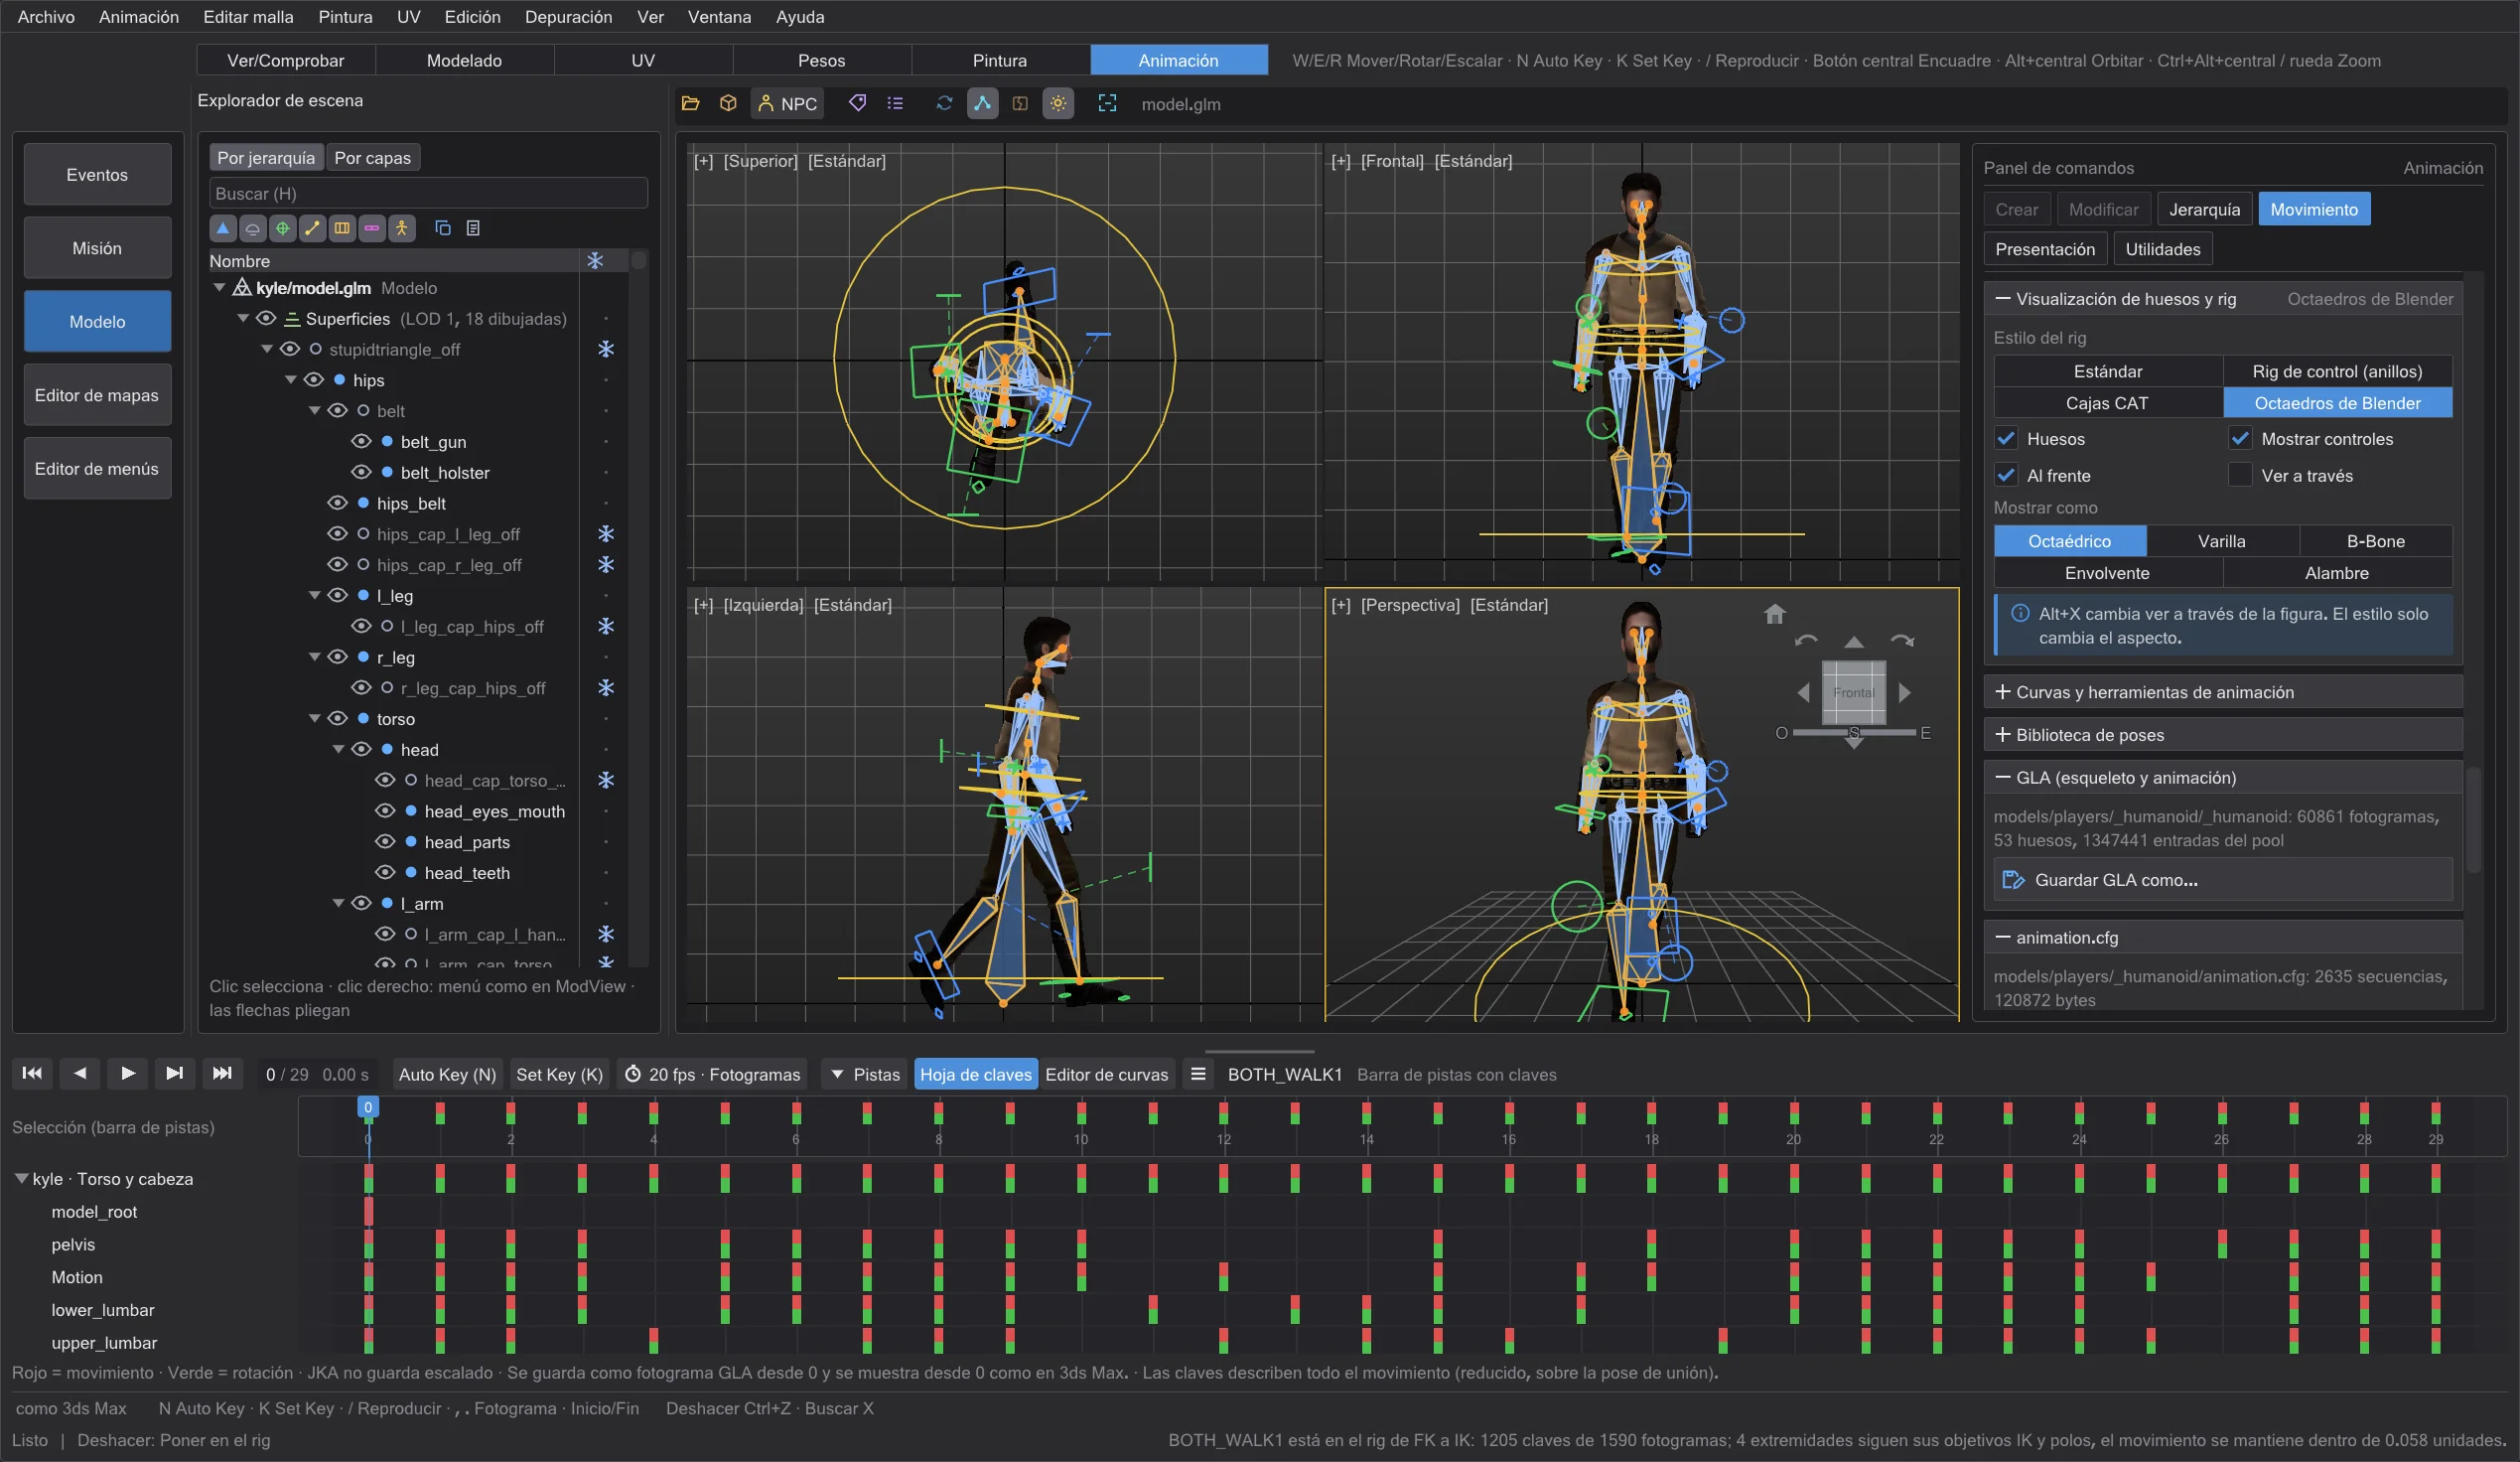 Archivo Animación Editar malla Pintura UV Edición Depuración Ver Ventana Ayuda
Ver/Comprobar Modelado UV Pesos Pintura Animación W/E/R Mover/Rotar/Escalar · N Auto Key · K Set Key · / Reproducir · Botón central Encuadre · Alt+central Orbitar · Ctrl+Alt+central / rueda Zoom
Explorador de escena
NPC model.glm
Eventos
Misión
Modelo
Editor de mapas
Editor de menús
Por jerarquía Por capas
Buscar (H)
Nombre
kyle/model.glm Modelo
Superficies (LOD 1, 18 dibujadas)
stupidtriangle_off
hips
belt
belt_gun
belt_holster
hips_belt
hips_cap_l_leg_off
hips_cap_r_leg_off
l_leg
l_leg_cap_hips_off
r_leg
r_leg_cap_hips_off
torso
head
head_cap_torso_...
head_eyes_mouth
head_parts
head_teeth
l_arm
l_arm_cap_l_han...
l_arm_cap_torso
Clic selecciona · clic derecho: menú como en ModView ·
las flechas pliegan
[+] [Superior] [Estándar]
[+] [Frontal] [Estándar]
[+] [Izquierda] [Estándar]
[+] [Perspectiva] [Estándar]
Frontal
O S E
Panel de comandos Animación
Crear Modificar Jerarquía Movimiento
Presentación Utilidades
Visualización de huesos y rig Octaedros de Blender
Estilo del rig
Estándar Rig de control (anillos)
Cajas CAT Octaedros de Blender
Huesos Mostrar controles
Al frente Ver a través
Mostrar como
Octaédrico Varilla B-Bone
Envolvente Alambre
Alt+X cambia ver a través de la figura. El estilo solo
cambia el aspecto.
Curvas y herramientas de animación
Biblioteca de poses
GLA (esqueleto y animación)
models/players/_humanoid/_humanoid: 60861 fotogramas,
53 huesos, 1347441 entradas del pool
Guardar GLA como...
animation.cfg
models/players/_humanoid/animation.cfg: 2635 secuencias,
120872 bytes
0 / 29 0.00 s Auto Key (N) Set Key (K) 20 fps · Fotogramas Pistas Hoja de claves Editor de curvas BOTH_WALK1 Barra de pistas con claves
0
Selección (barra de pistas)
0 2 4 6 8 10 12 14 16 18 20 22 24 26 28 29
kyle · Torso y cabeza
model_root
pelvis
Motion
lower_lumbar
upper_lumbar
Rojo = movimiento · Verde = rotación · JKA no guarda escalado · Se guarda como fotograma GLA desde 0 y se muestra desde 0 como en 3ds Max. · Las claves describen todo el movimiento (reducido, sobre la pose de unión).
como 3ds Max N Auto Key · K Set Key · / Reproducir · , . Fotograma · Inicio/Fin Deshacer Ctrl+Z · Buscar X
Listo | Deshacer: Poner en el rig
BOTH_WALK1 está en el rig de FK a IK: 1205 claves de 1590 fotogramas; 4 extremidades siguen sus objetivos IK y polos, el movimiento se mantiene dentro de 0.058 unidades.